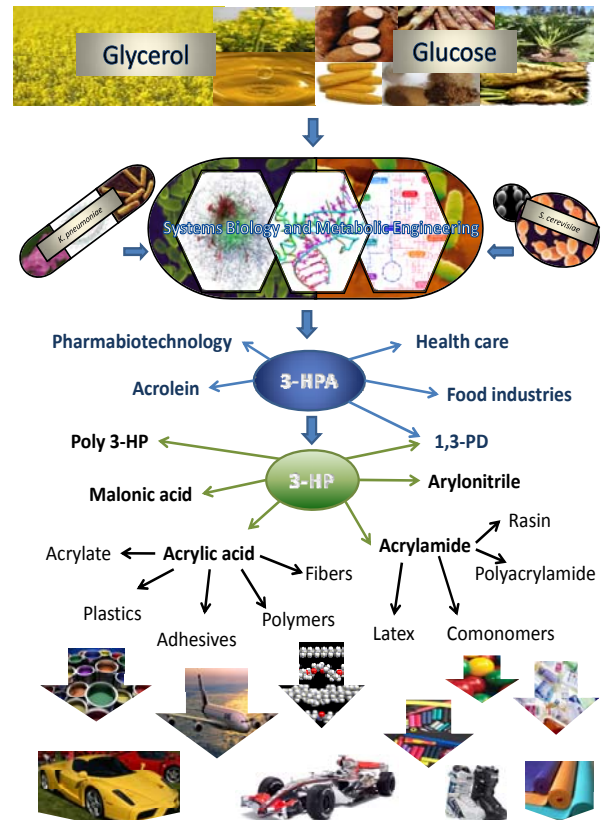 Glycerol
Glucose
K. pneumoniae
Systems Biology and Metabolic Engineering
S. cerevisiae
Pharmabiotechnology
Health care
3-HPA
Acrolein
Food industries
Poly 3-HP
1,3-PD
3-HP
Malonic acid
Arylonitrile
Rasin
Acrylate
Acrylic acid
Acrylamide
Fibers
Polyacrylamide
Plastics
Polymers
Adhesives
Latex
Comonomers